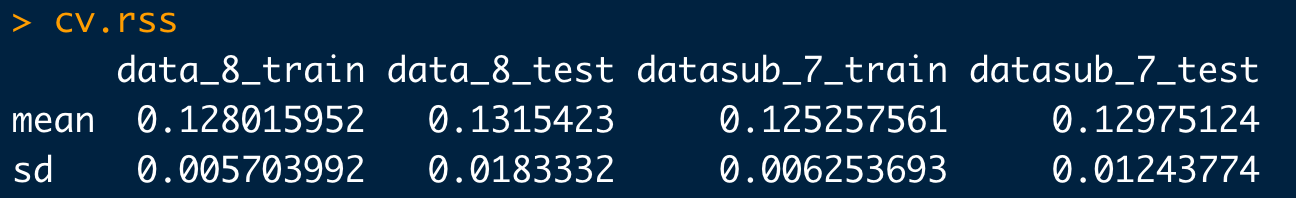 > cv.rss
data_8_train data_8_test datasub_7_train datasub_7_test
mean 0.128015952 0.1315423 0.125257561 0.12975124
sd 0.005703992 0.0183332 0.006253693 0.01243774